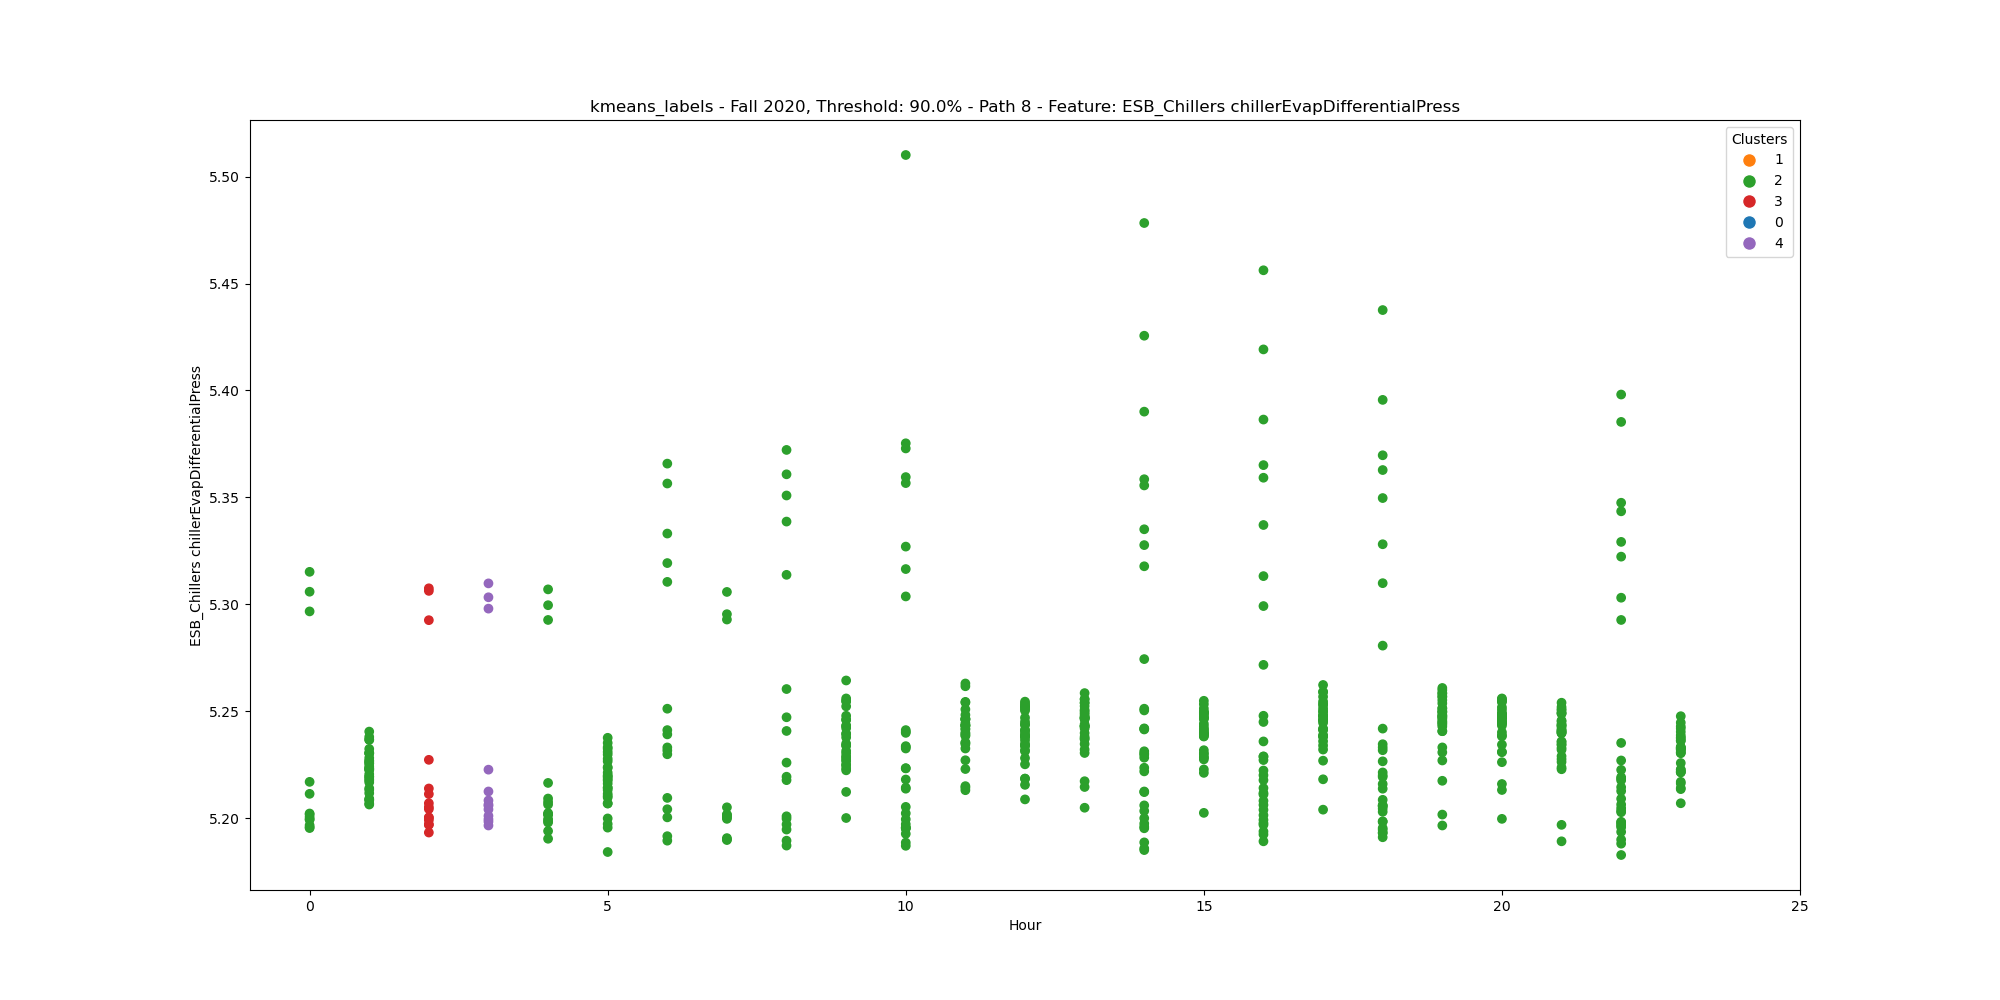 kmeans_labels - Fall 2020, Threshold: 90.0% - Path 8 - Feature: ESB_Chillers chillerEvapDifferentialPress
Clusters
1
2
3
0
4
5.50
5.45
5.40
5.35
5.30
5.25
5.20
ESB_Chillers chillerEvapDifferentialPress
0 5 10 15 20 25
Hour